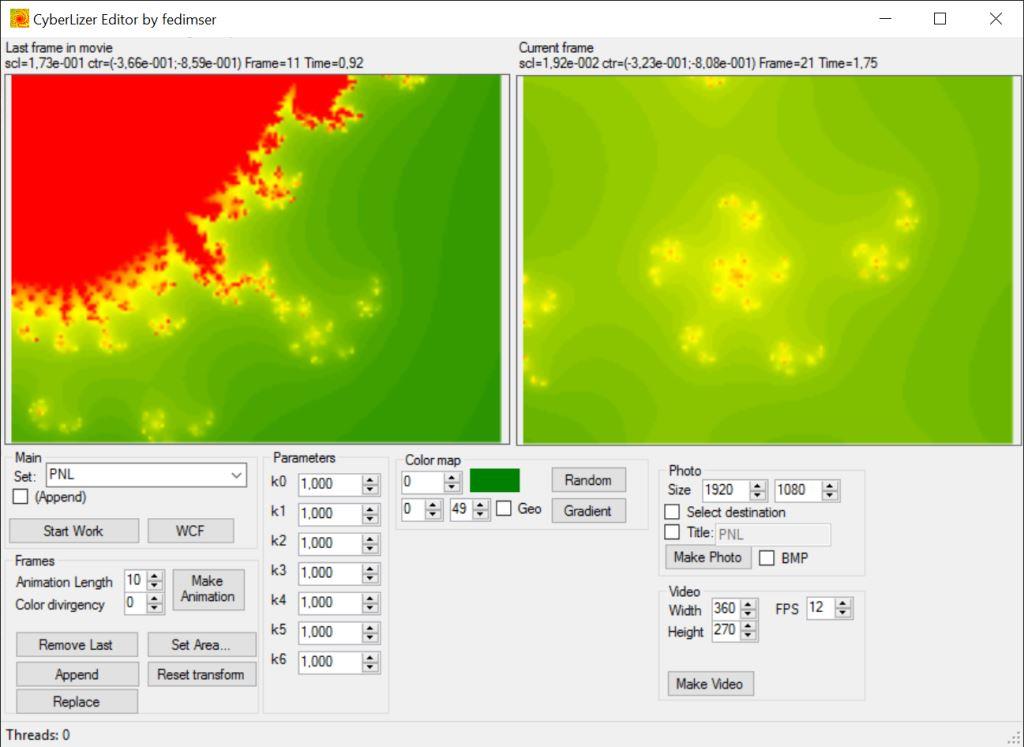 CyberLizer Editor by fedimser
Last frame in movie
scl=1,73e-001 ctr=(-3,66e-001;-8,59e-001) Frame=11 Time=0,92
Current frame
scl=1,92e-002 ctr=(-3,23e-001;-8,08e-001) Frame=21 Time=1,75
Main
Set: PNL
(Append)
Start Work WCF
Frames
Animation Length 10
Color divirgency 0
Make
Animation
Remove Last Set Area...
Append Reset transform
Replace
Parameters
k0 1,000
k1 1,000
k2 1,000
k3 1,000
k4 1,000
k5 1,000
k6 1,000
Color map
0 Random
0 49 Geo Gradient
Photo
Size 1920 1080
Select destination
Title: PNL
Make Photo BMP
Video
Width 360 FPS 12
Height 270
Make Video
Threads: 0